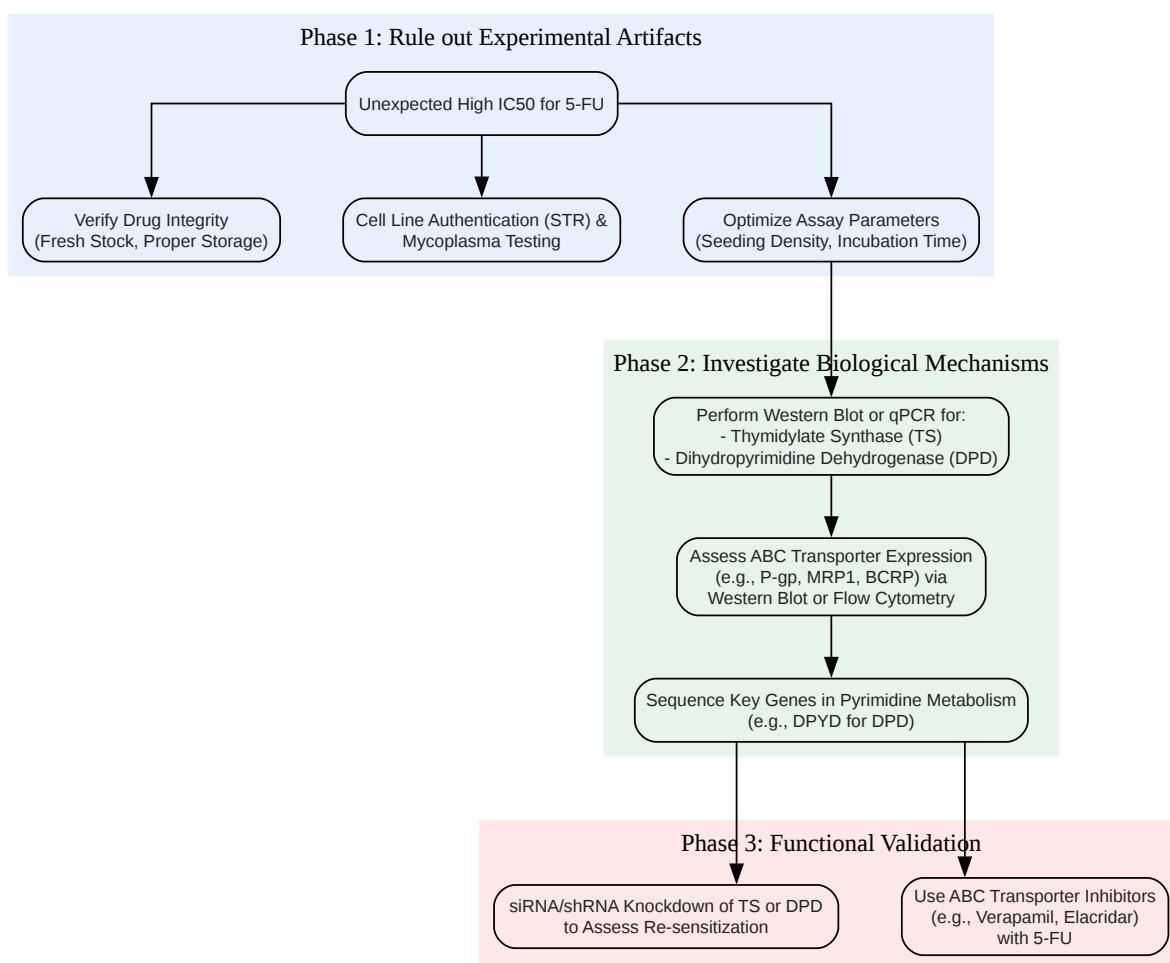 Phase 1: Rule out Experimental Artifacts
Unexpected High IC50 for 5-FU
Verify Drug Integrity
(Fresh Stock, Proper Storage)
Cell Line Authentication (STR) &
Mycoplasma Testing
Optimize Assay Parameters
(Seeding Density, Incubation Time)
Phase 2: Investigate Biological Mechanisms
Perform Western Blot or qPCR for:
- Thymidylate Synthase (TS)
- Dihydropyrimidine Dehydrogenase (DPD)
Assess ABC Transporter Expression
(e.g., P-gp, MRP1, BCRP) via
Western Blot or Flow Cytometry
Sequence Key Genes in Pyrimidine Metabolism
(e.g., DPYD for DPD)
Phase 3: Functional Validation
siRNA/shRNA Knockdown of TS or DPD
to Assess Re-sensitization
Use ABC Transporter Inhibitors
(e.g., Verapamil, Elacridar)
with 5-FU